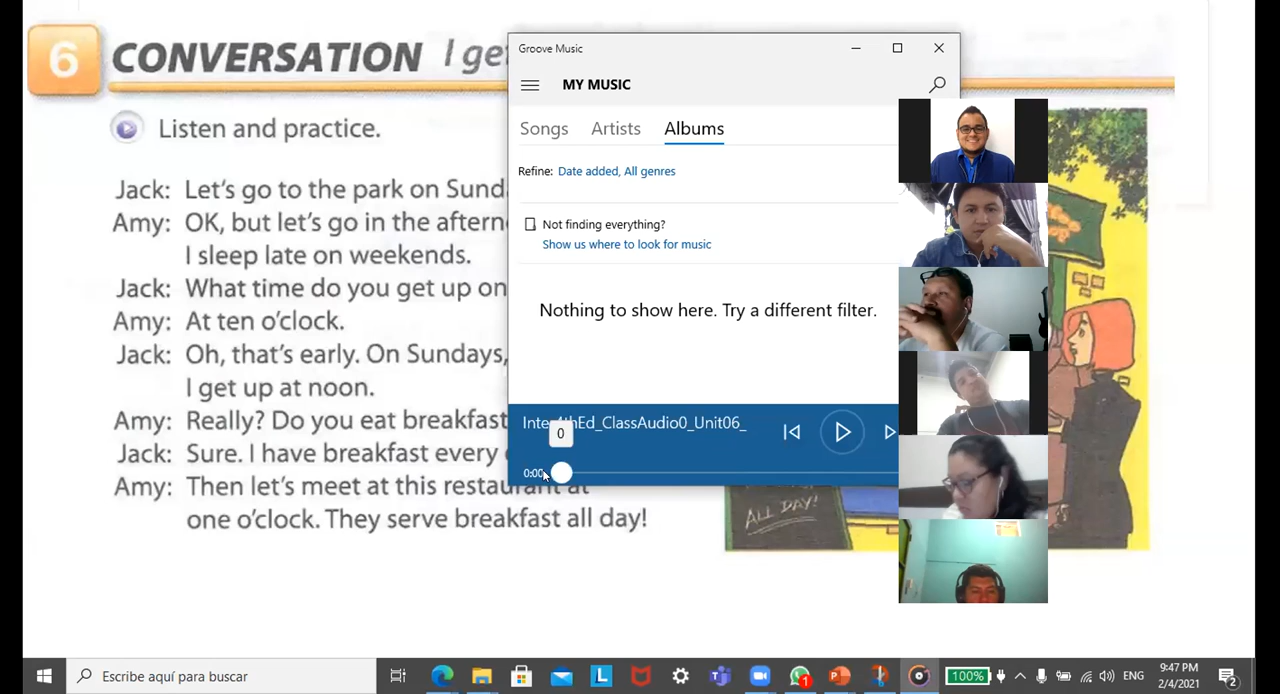 6 CONVERSATION I ge
Listen and practice.
Jack: Let's go to the park on Sund
Amy: OK, but let's go in the aftern
I sleep late on weekends.
Jack: What time do you get up on
Amy: At ten o'clock.
Jack: Oh, that's early. On Sundays,
I get up at noon.
Amy: Really? Do you eat breakfast
Jack: Sure. I have breakfast every
Amy: Then let's meet at this restaurant at
one o'clock. They serve breakfast all day!
ALL DAY!
Groove Music
MY MUSIC
Songs Artists Albums
Refine: Date added, All genres
Not finding everything?
Show us where to look for music
Nothing to show here. Try a different filter.
Inte 4thEd_ClassAudio0_Unit06_
0
0:00
Escribe aquí para buscar
L
1
100%
ENG
9:47 PM
2/4/2021
2